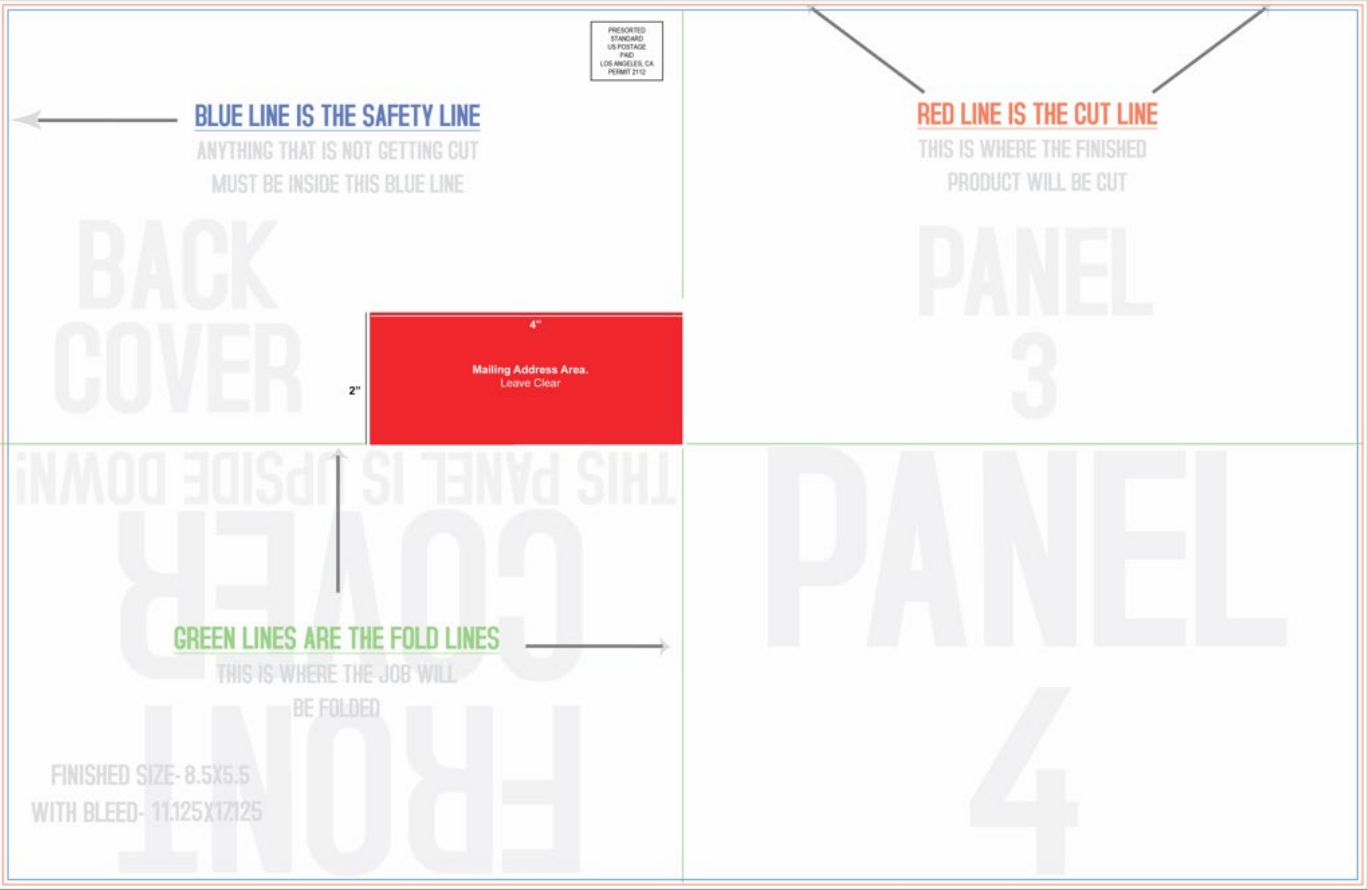 PRESORTED
STANDARD
US POSTAGE
PAID
LOS ANGELES, CA
PERMIT 2112
BLUE LINE IS THE SAFETY LINE
ANYTHING THAT IS NOT GETTING CUT
MUST BE INSIDE THIS BLUE LINE
BACK
COVER
4"
Mailing Address Area.
Leave Clear
2"
RED LINE IS THE CUT LINE
THIS IS WHERE THE FINISHED
PRODUCT WILL BE CUT
PANEL
3
THIS PANEL IS UPSIDE DOWN!
FRONT
COVER
GREEN LINES ARE THE FOLD LINES
THIS IS WHERE THE JOB WILL
BE FOLDED
FINISHED SIZE- 8.5X5.5
WITH BLEED- 11.125X17.125
PANEL
4